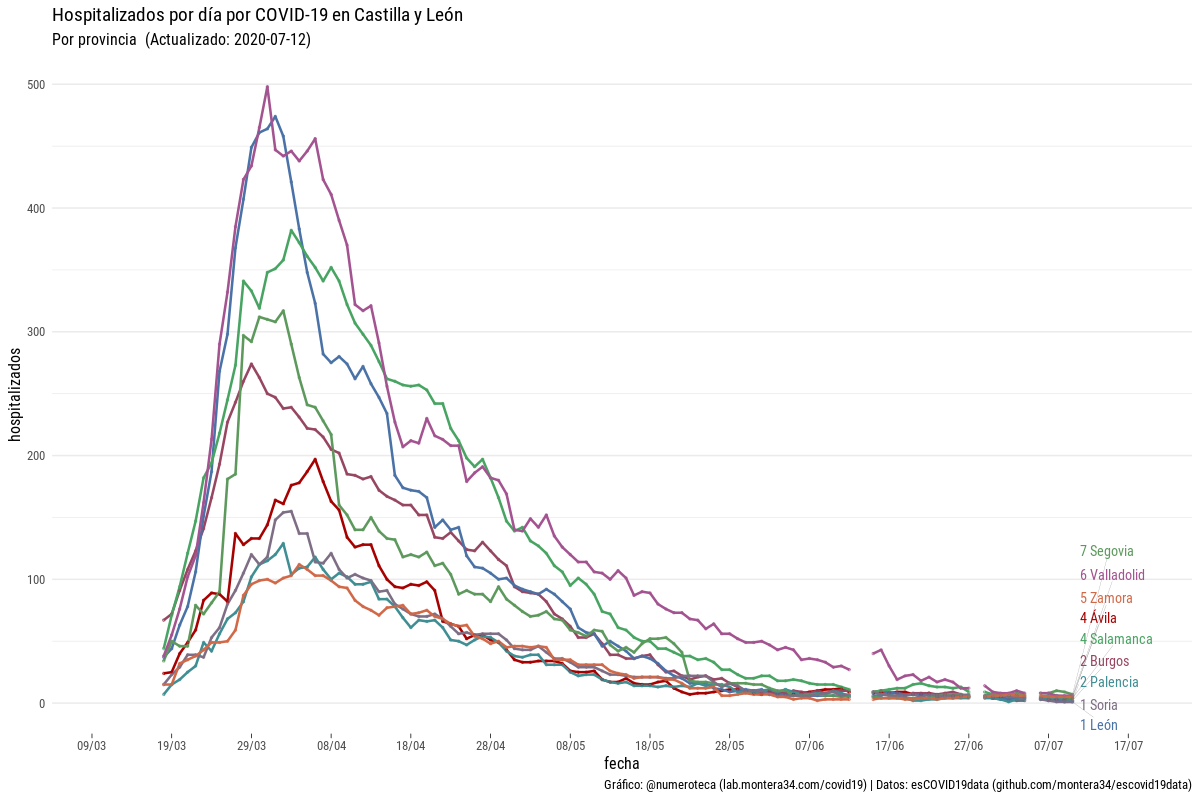 Hospitalizados por día por COVID-19 en Castilla y León
Por provincia (Actualizado: 2020-07-12)
hospitalizados
500
400
300
200
100
0
7 Segovia
6 Valladolid
5 Zamora
4 Ávila
4 Salamanca
2 Burgos
2 Palencia
1 Soria
1 León
09/03 19/03 29/03 08/04 18/04 28/04 08/05 18/05 28/05 07/06 17/06 27/06 07/07 17/07
fecha
Gráfico: @numeroteca (lab.montera34.com/covid19) | Datos: esCOVID19data (github.com/montera34/escovid19data)